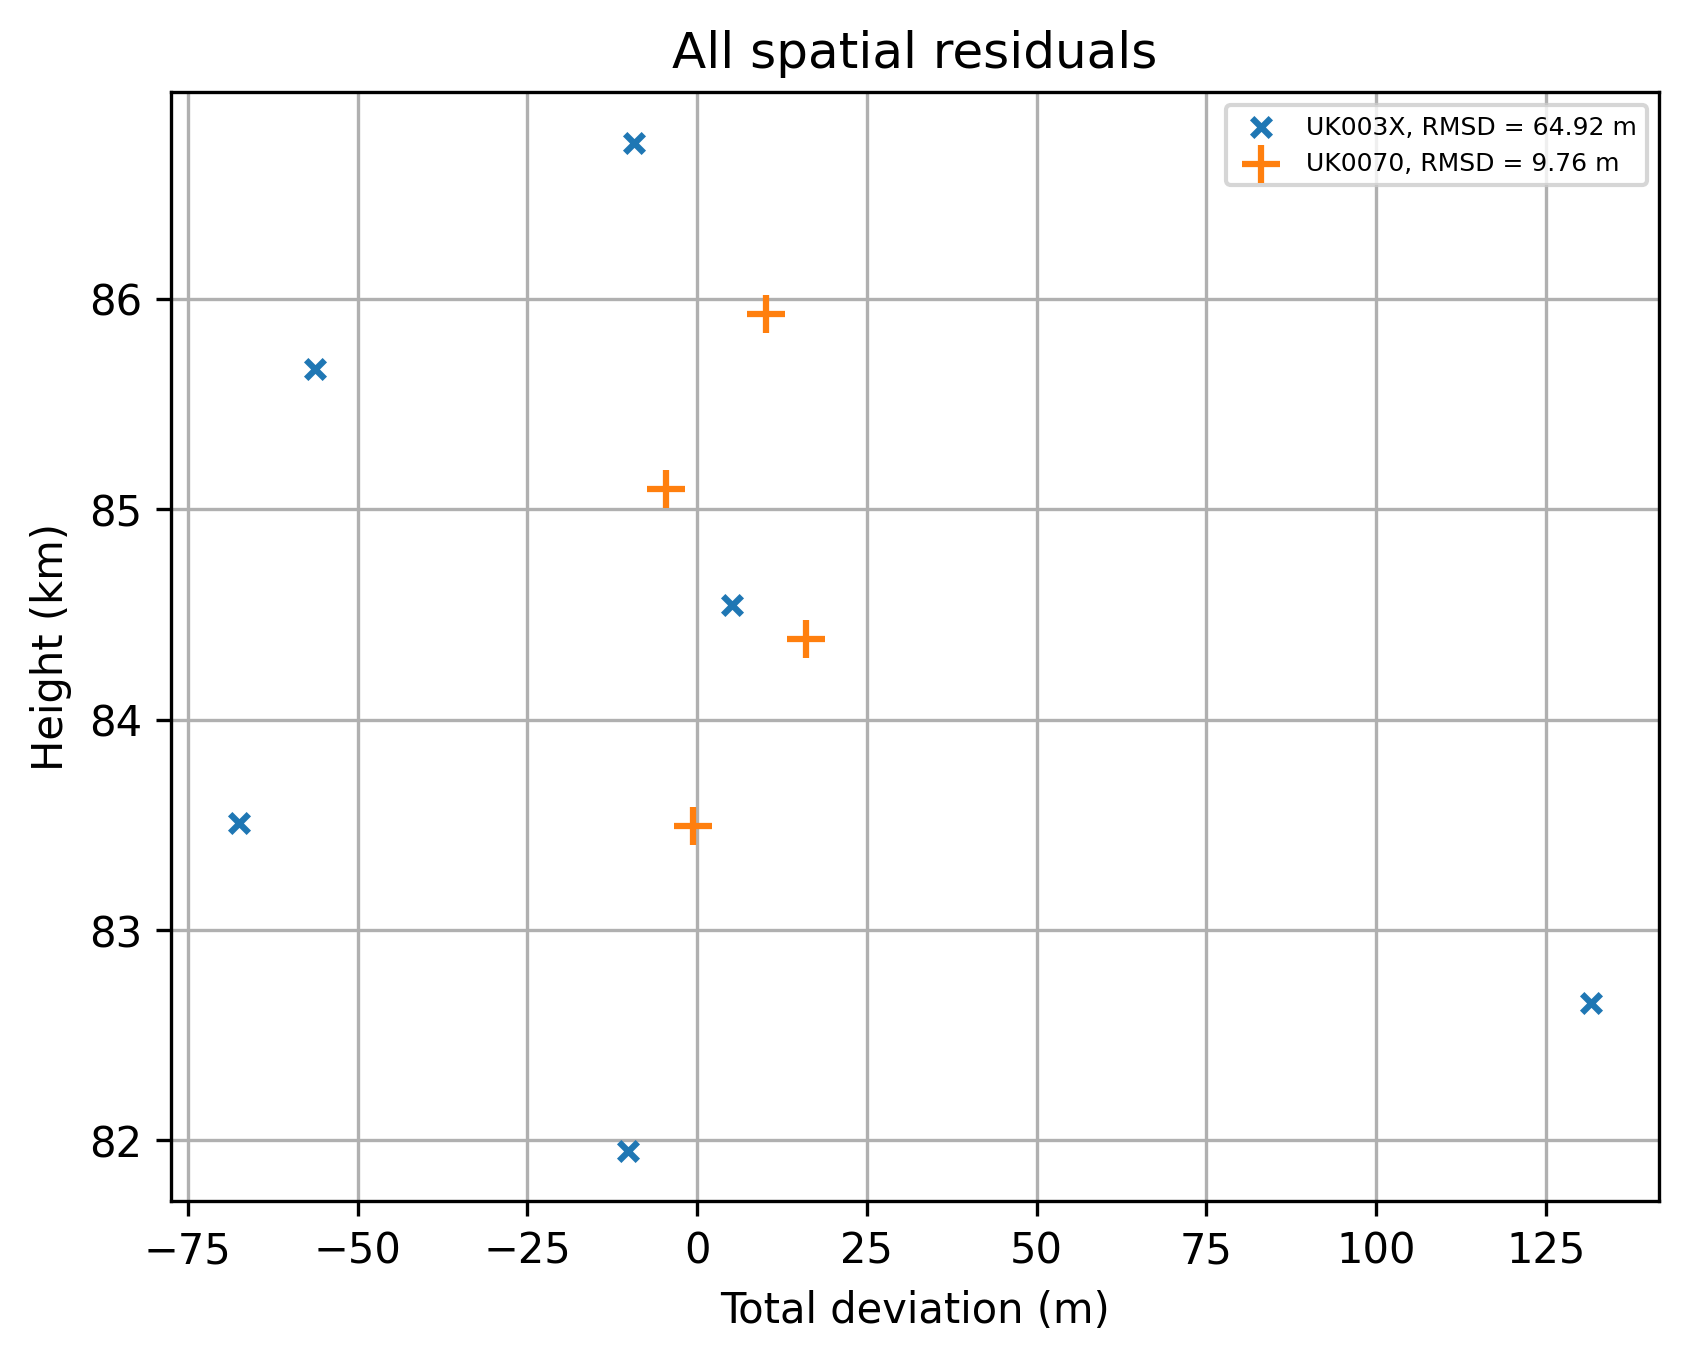 All spatial residuals
UK003X, RMSD = 64.92 m
UK0070, RMSD = 9.76 m
86
85
84
83
82
Height (km)
−75 −50 −25 0 25 50 75 100 125
Total deviation (m)